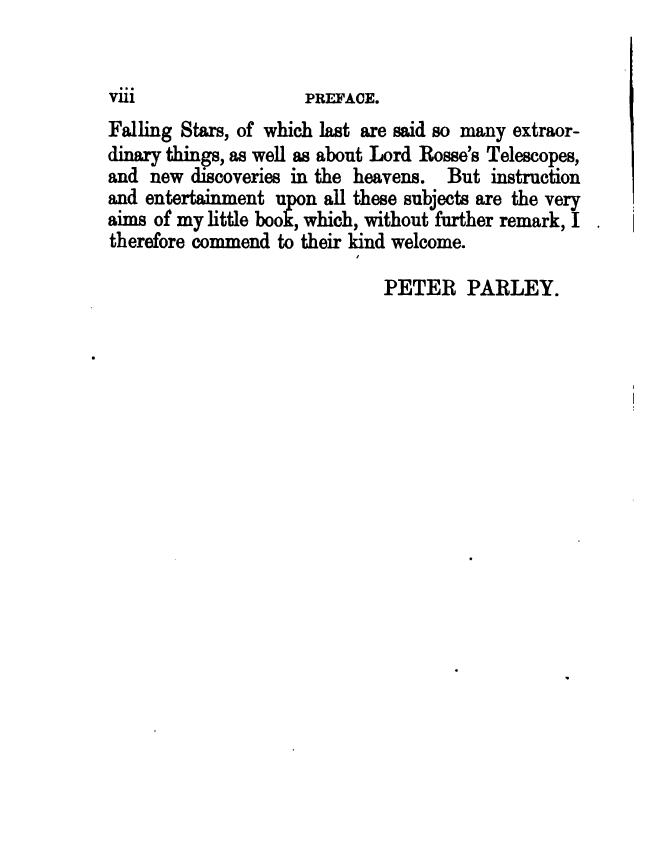 viii PREFACE.
Falling Stars, of which last are said so many extraor-
dinary things, as well as about Lord Rosse's Telescopes,
and new discoveries in the heavens. But instruction
and entertainment upon all these subjects are the very
aims of my little book, which, without further remark, I
therefore commend to their kind welcome.
PETER PARLEY.